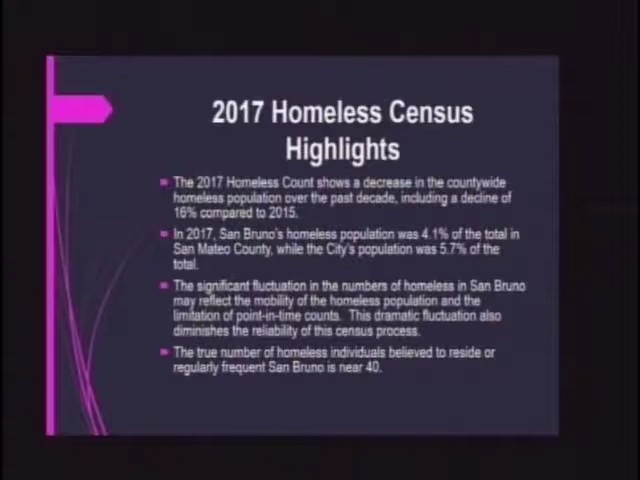 2017 Homeless Census
Highlights
The 2017 Homeless Count shows a decrease in the countywide
homeless population over the past decade, including a decline of
16% compared to 2015.
In 2017, San Bruno's homeless population was 4.1% of the total in
San Mateo County, while the City's population was 5.7% of the
total.
The significant fluctuation in the numbers of homeless in San Bruno
may reflect the mobility of the homeless population and the
limitation of point-in-time counts. This dramatic fluctuation also
diminishes the reliability of this census process.
The true number of homeless individuals believed to reside or
regularly frequent San Bruno is near 40.